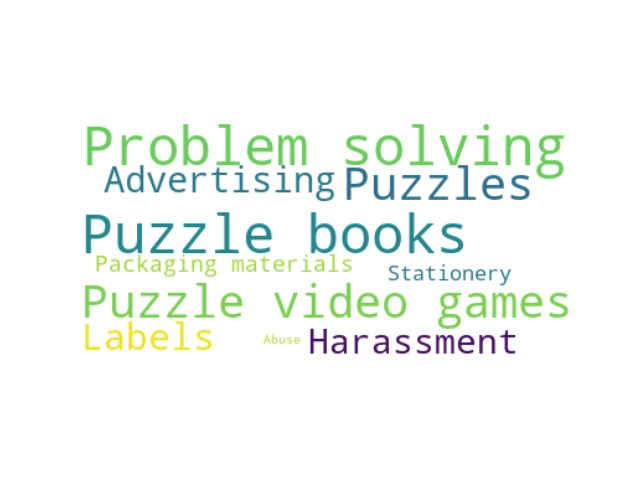 Problem solving
Advertising Puzzles
Puzzle books
Packaging materials Stationery
Puzzle video games
Labels Abuse Harassment